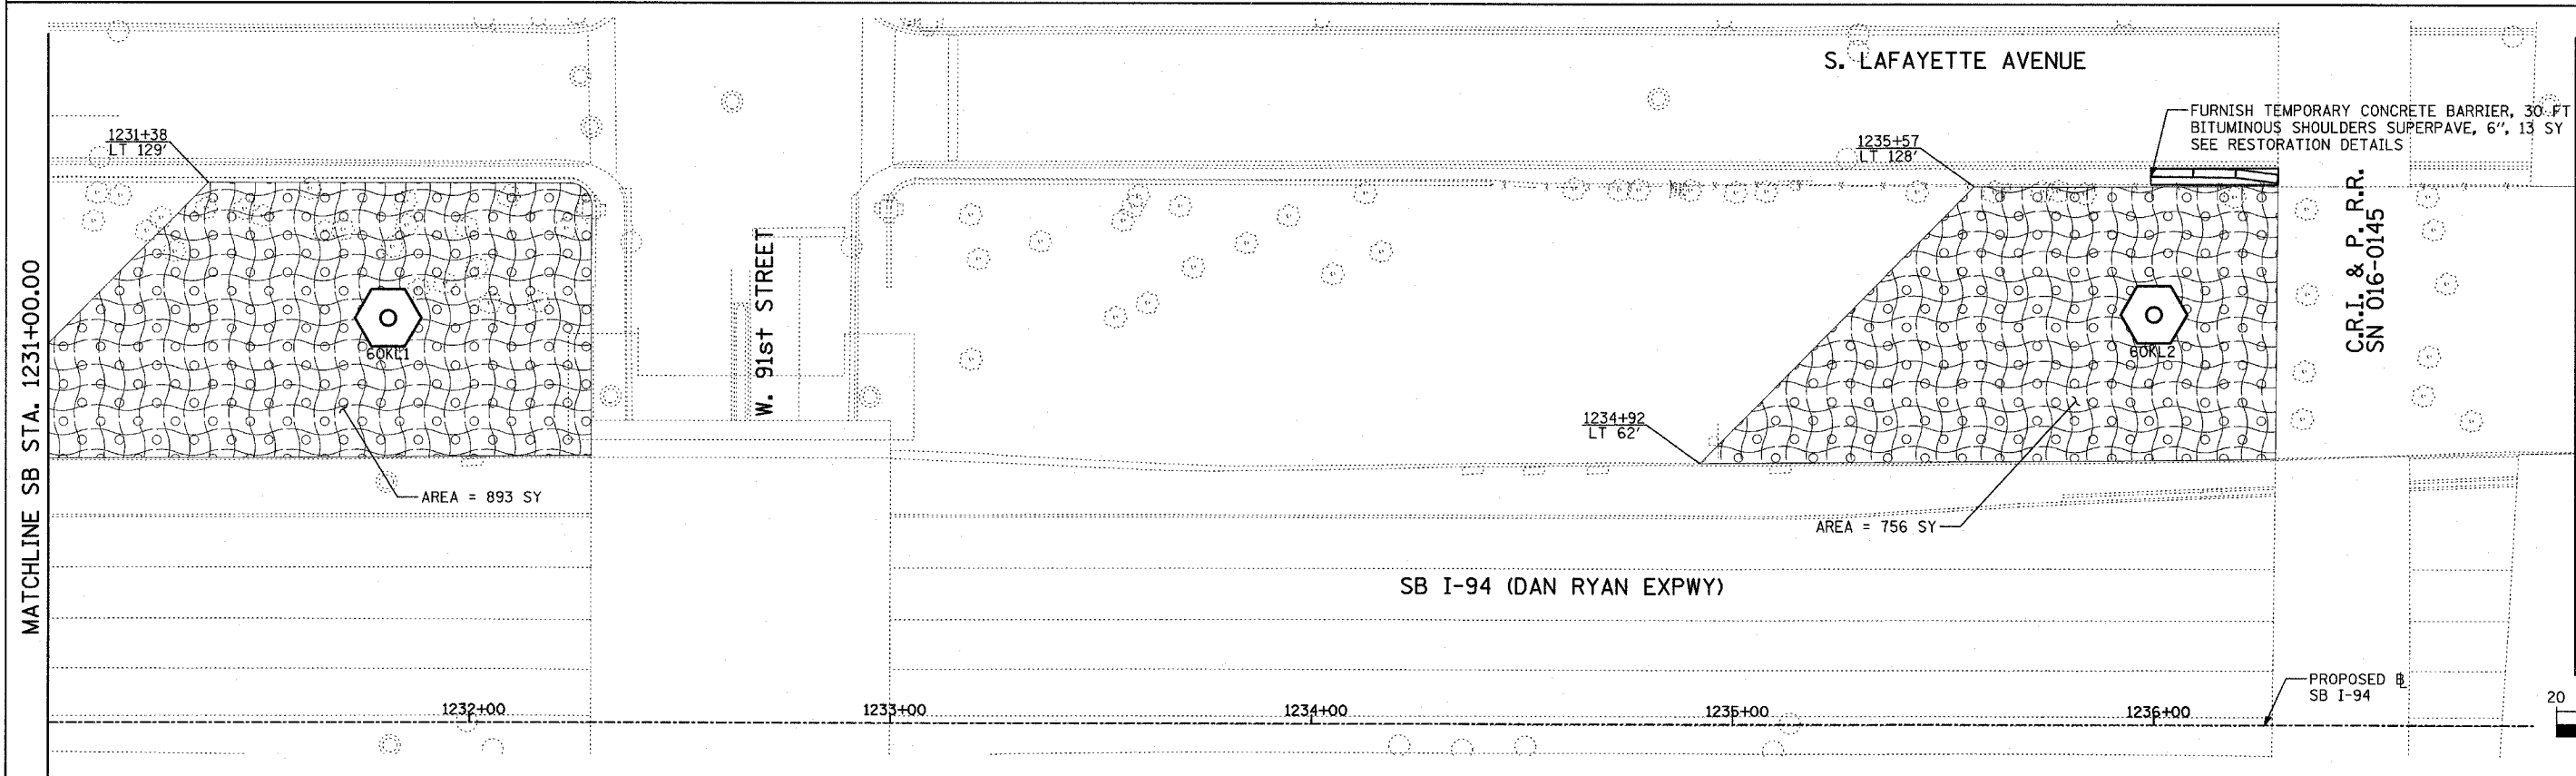 S. LAFAYETTE AVENUE
FURNISH TEMPORARY CONCRETE BARRIER, 30 FT
BITUMINOUS SHOULDERS SUPERPAVE, 6", 13 SY
SEE RESTORATION DETAILS
1231+38
LT 129'
1235+57
LT 128'
MATCHLINE SB STA. 1231+00.00
60KL1
W. 91st STREET
60KL2
C.R.I. & P. R.R.
SN 016-0145
1234+92
LT 62'
AREA = 893 SY
AREA = 756 SY
SB I-94 (DAN RYAN EXPWY)
PROPOSED BL
SB I-94
20
1232+00
1233+00
1234+00
1235+00
1236+00